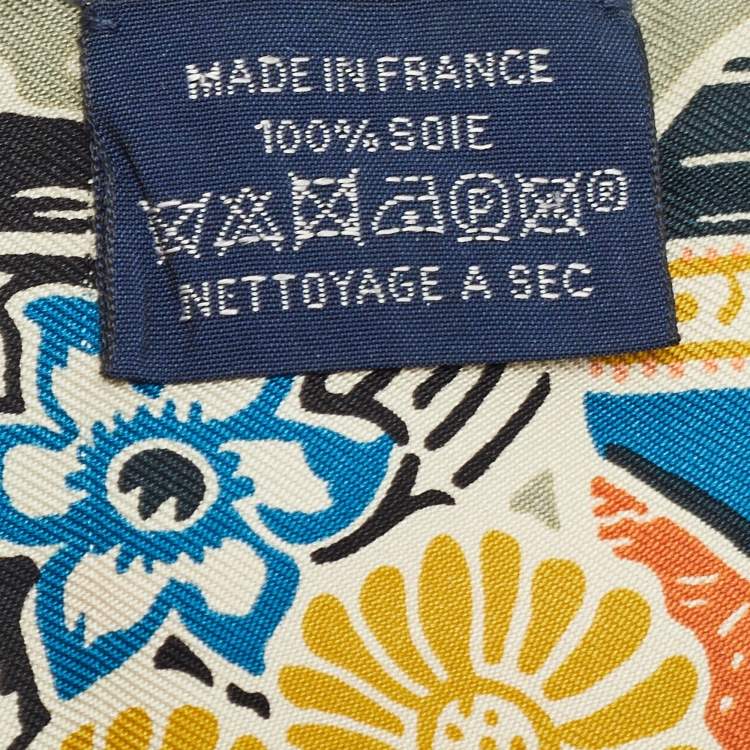 MADE IN FRANCE
100% SOIE
P ®
NETTOYAGE A SEC